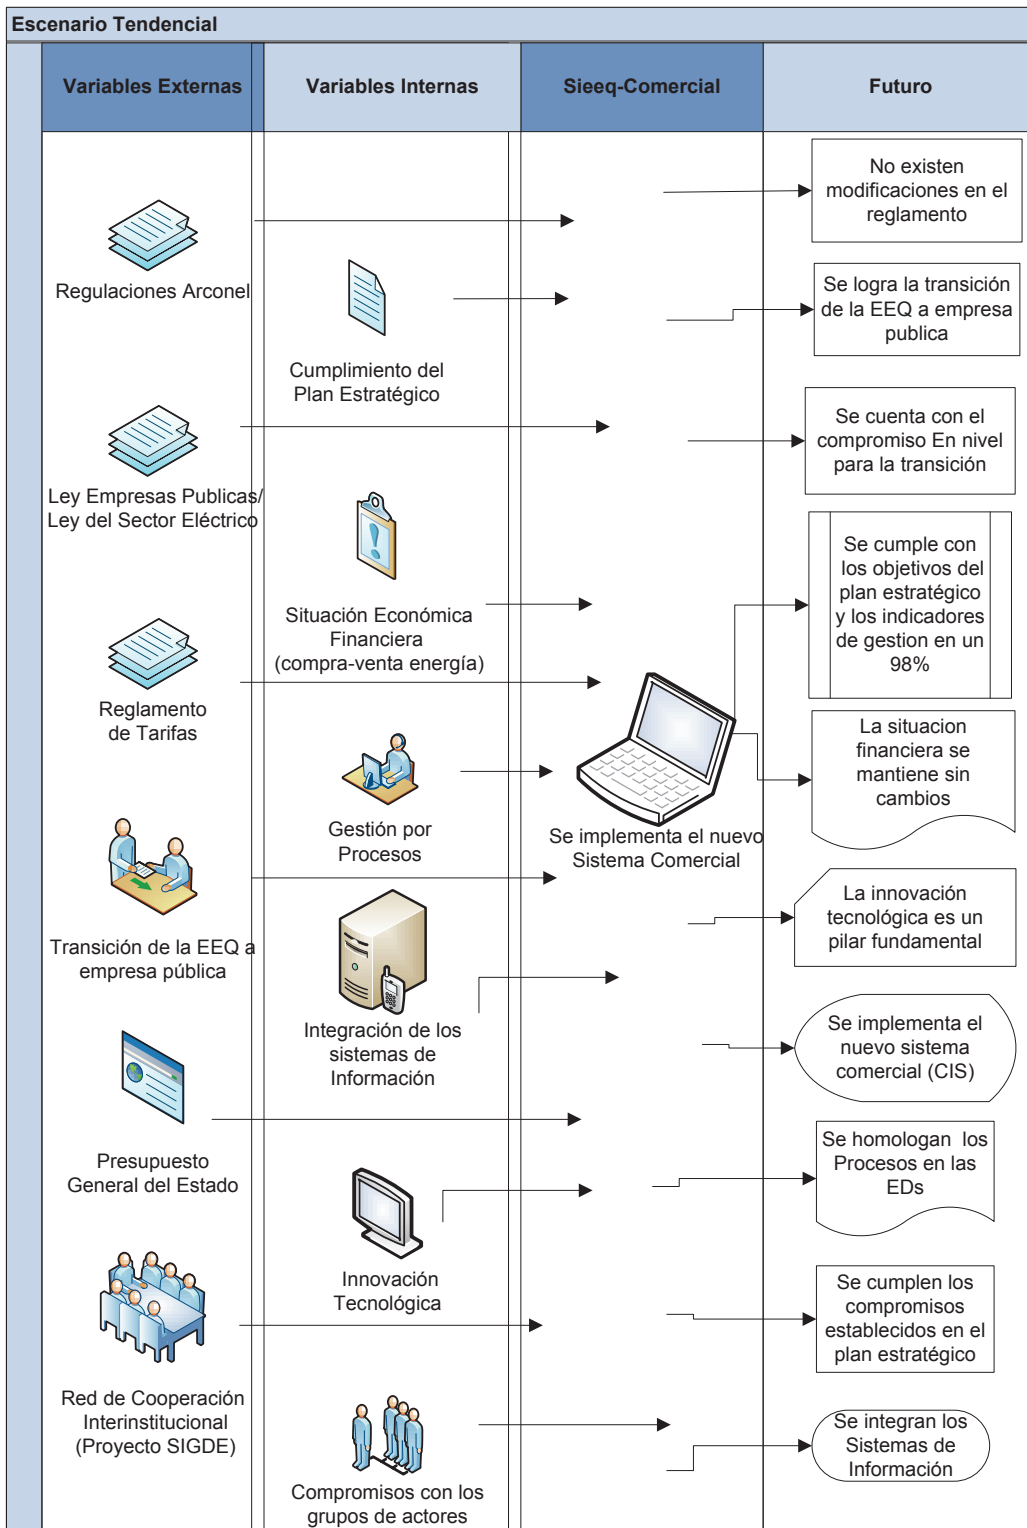 Escenario Tendencial
Variables Externas
Variables Internas
Sieeq-Comercial
Futuro
Regulaciones Arconel
Ley Empresas Publicas/
Ley del Sector Eléctrico
Reglamento
de Tarifas
Transición de la EEQ a
empresa pública
Presupuesto
General del Estado
Red de Cooperación
Interinstitucional
(Proyecto SIGDE)
Cumplimiento del
Plan Estratégico
Situación Económica
Financiera
(compra-venta energía)
Gestión por
Procesos
Integración de los
sistemas de
Información
Innovación
Tecnológica
Compromisos con los
grupos de actores
Se implementa el nuevo
Sistema Comercial
No existen
modificaciones en el
reglamento
Se logra la transición
de la EEQ a empresa
publica
Se cuenta con el
compromiso En nivel
para la transición
Se cumple con
los objetivos del
plan estratégico
y los indicadores
de gestion en un
98%
La situacion
financiera se
mantiene sin
cambios
La innovación
tecnológica es un
pilar fundamental
Se implementa el
nuevo sistema
comercial (CIS)
Se homologan los
Procesos en las
EDs
Se cumplen los
compromisos
establecidos en el
plan estratégico
Se integran los
Sistemas de
Información